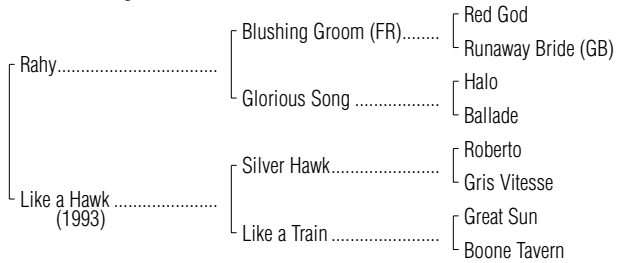 Red God
Blushing Groom (FR)........
Runaway Bride (GB)
Rahy................................
Halo
Glorious Song .................
Ballade
Roberto
Silver Hawk......................
Gris Vitesse
Like a Hawk .....................
(1993)
Great Sun
Like a Train ......................
Boone Tavern